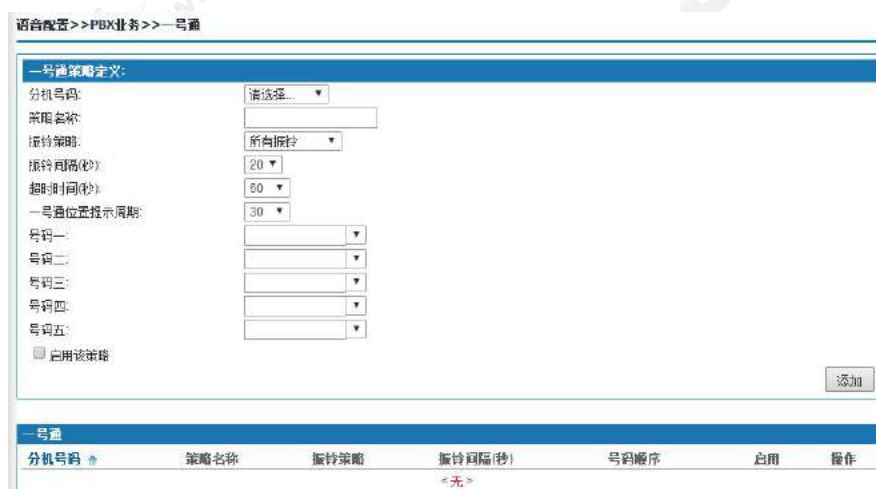 语音配置>>PBX业务>>一号通
一号通策略定义:
分机号码: 请选择...
策略名称:
振铃策略: 所有振铃
振铃间隔(秒): 20
超时时间(秒): 60
一号通位置提示周期: 30
号码一:
号码二:
号码三:
号码四:
号码五:
启用该策略
添加
一号通
分机号码 策略名称 振铃策略 振铃间隔(秒) 号码顺序 启用 操作
<无>